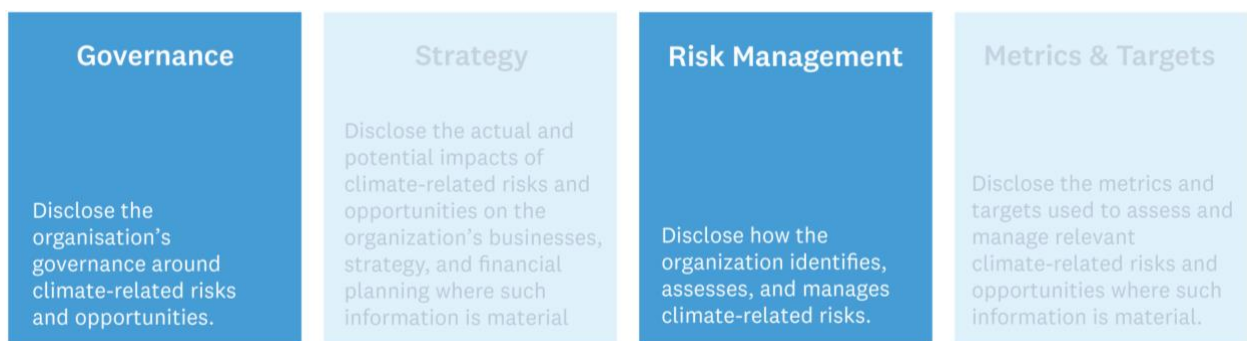 Governance
Disclose the
organisation's
governance around
climate-related risks
and opportunities.
Strategy
Disclose the actual and
potential impacts of
climate-related risks and
opportunities on the
organization's businesses,
strategy, and financial
planning where such
information is material
Risk Management
Disclose how the
organization identifies,
assesses, and manages
climate-related risks.
Metrics & Targets
Disclose the metrics and
targets used to assess and
manage relevant
climate-related risks and
opportunities where such
information is material.